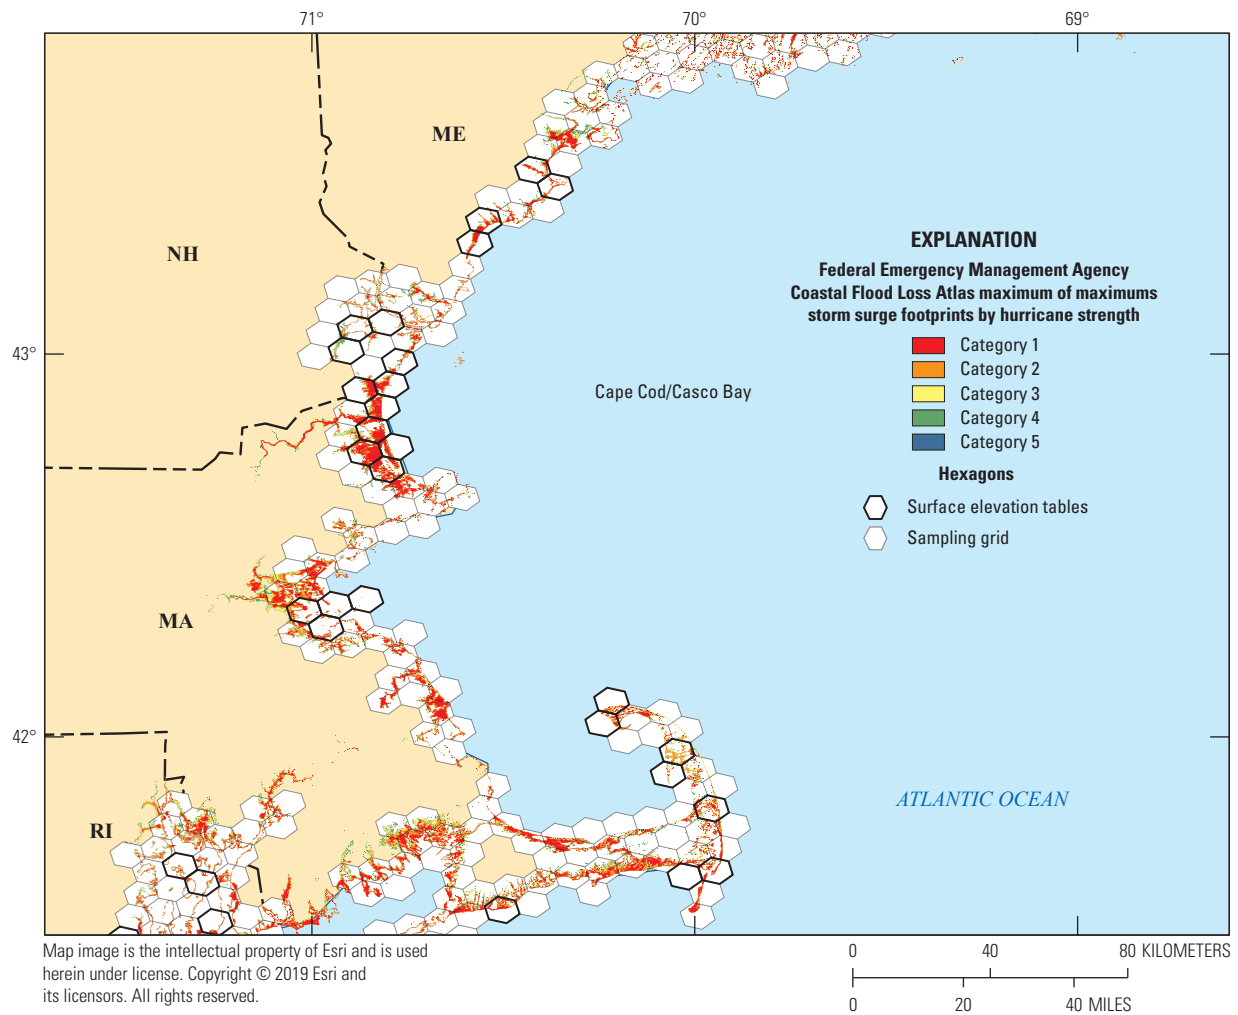 71°
70°
69°
ME
NH
EXPLANATION
Federal Emergency Management Agency
Coastal Flood Loss Atlas maximum of maximums
storm surge footprints by hurricane strength
Category 1
Category 2
Category 3
Category 4
Category 5
Hexagons
Surface elevation tables
Sampling grid
43°
Cape Cod/Casco Bay
MA
42°
ATLANTIC OCEAN
RI
Map image is the intellectual property of Esri and is used
herein under license. Copyright © 2019 Esri and
its licensors. All rights reserved.
0 40 80 KILOMETERS
0 20 40 MILES